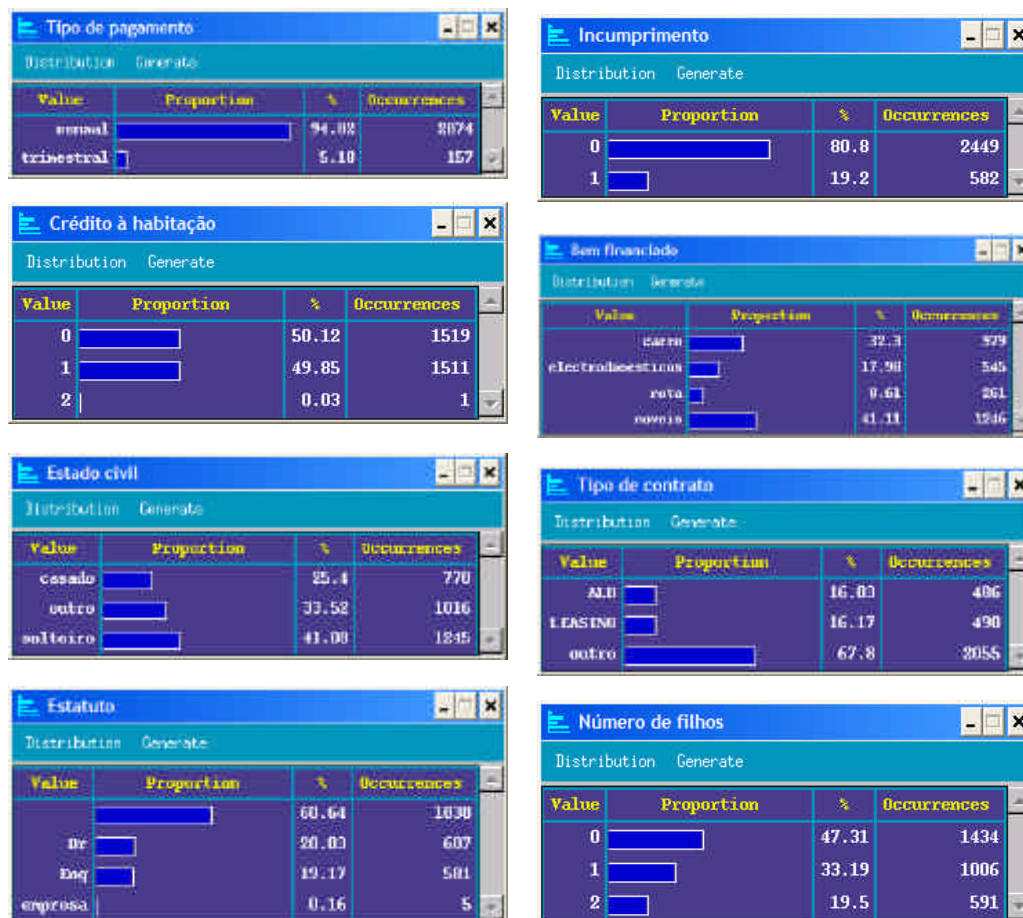 Tipo de pagamento
Distribution Generate
Value Proportion % Occurrences
mensal 94.82 2874
trimestral 5.18 157
Incumprimento
Distribution Generate
Value Proportion % Occurrences
0 80.8 2449
1 19.2 582
Crédito à habitação
Distribution Generate
Value Proportion % Occurrences
0 50.12 1519
1 49.85 1511
2 0.03 1
Bem financiado
Distribution Generate
Value Proportion % Occurrences
carro 32.3 979
electrodomesticos 17.98 545
8.61 261
moveis 41.11 1246
Estado civil
Distribution Generate
Value Proportion % Occurrences
casado 25.4 770
outro 33.52 1016
solteiro 41.08 1245
Tipo de contrato
Distribution Generate
Value Proportion % Occurrences
ALD 16.03 486
LEASING 16.17 490
outro 67.8 2055
Estatuto
Distribution Generate
Value Proportion % Occurrences
60.64 1838
Dr 20.03 607
Eng 19.17 581
empresa 0.16 5
Número de filhos
Distribution Generate
Value Proportion % Occurrences
0 47.31 1434
1 33.19 1006
2 19.5 591